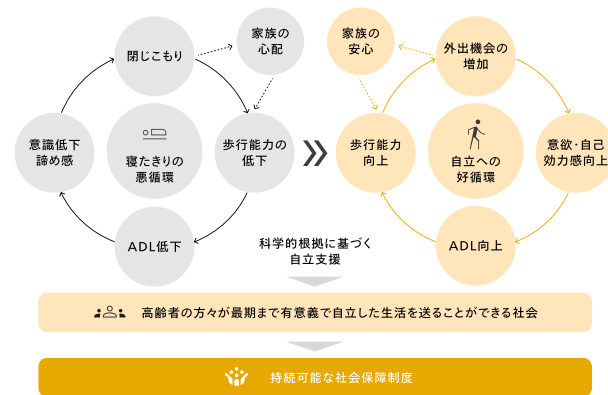 閉じこもり
家族の
心配
歩行能力の
低下
ADL低下
意識低下
諦め感
寝たきりの
悪循環
家族の
安心
外出機会の
増加
意欲・自己
効力感向上
ADL向上
歩行能力
向上
自立への
好循環
科学的根拠に基づく
自立支援
高齢者の方々が最期まで有意義で自立した生活を送ることができる社会
持続可能な社会保障制度